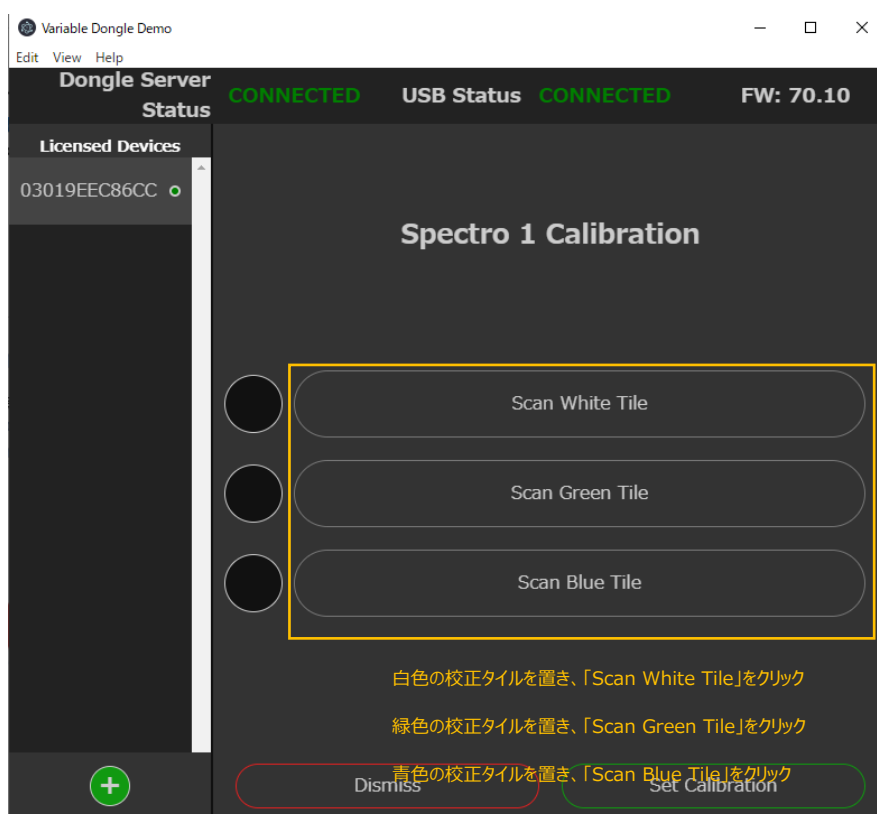 Variable Dongle Demo
Edit View Help
Dongle Server
Status
CONNECTED
USB Status
CONNECTED
FW: 70.10
Licensed Devices
03019EEC86CC
Spectro 1 Calibration
Scan White Tile
Scan Green Tile
Scan Blue Tile
白色の校正タイルを置き、「Scan White Tile」をクリック
緑色の校正タイルを置き、「Scan Green Tile」をクリック
青色の校正タイルを置き、「Scan Blue Tile」をクリック
Dismiss
Set Calibration